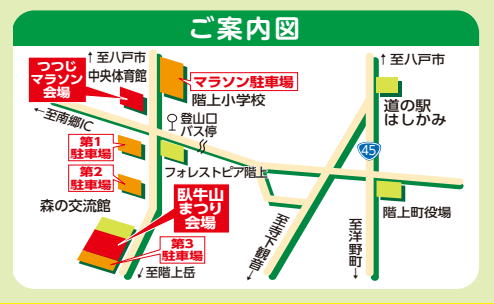 ご案内図
↑至八戸市
つつじ
マラソン
会場
中央体育館
マラソン駐車場
階上小学校
↑至八戸市
道の駅
はしかみ
←至南郷IC
登山口
バス停
第1
駐車場
45
フォレストピア階上
第2
駐車場
森の交流館
臥牛山
まつり
会場
階上町役場
至寺下観音→
至洋野町→
第3
駐車場
↙至階上岳